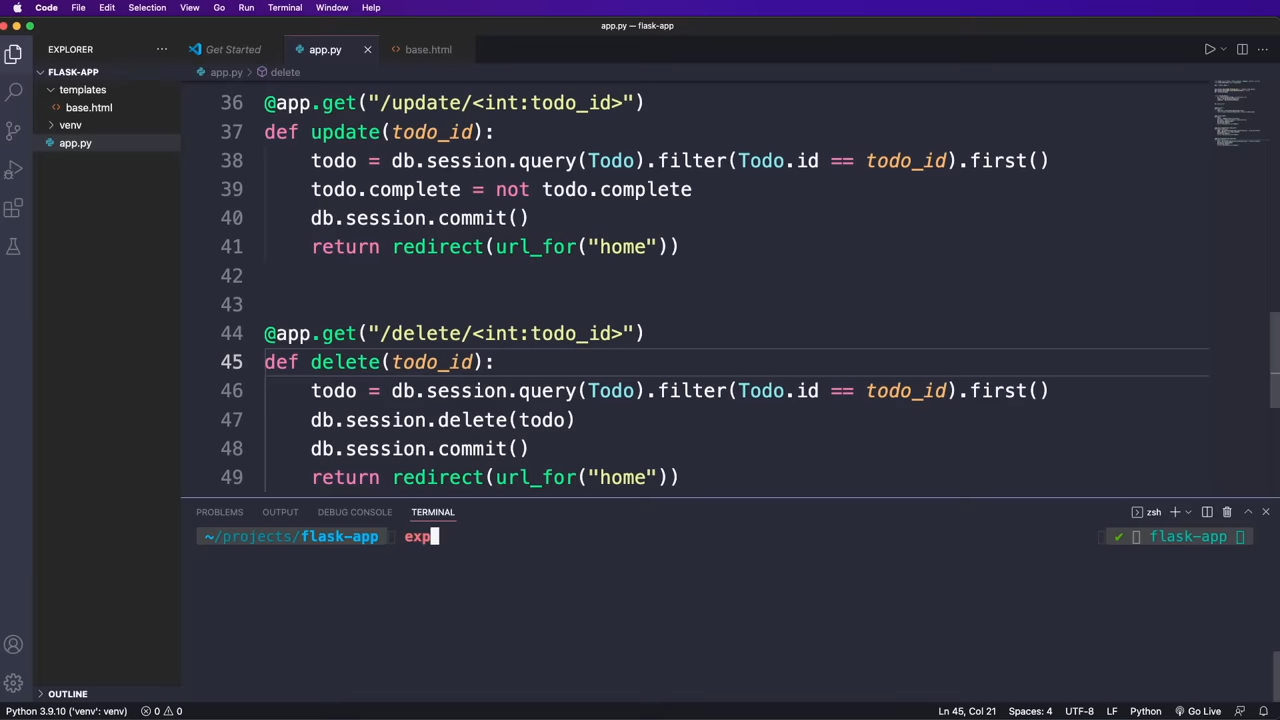 Code File Edit Selection View Go Run Terminal Window Help
app.py — flask-app
EXPLORER
FLASK-APP
templates
base.html
venv
app.py
Get Started app.py base.html
app.py > delete
36 @app.get("/update/<int:todo_id>")
37 def update(todo_id):
38 todo = db.session.query(Todo).filter(Todo.id == todo_id).first()
39 todo.complete = not todo.complete
40 db.session.commit()
41 return redirect(url_for("home"))
42
43
44 @app.get("/delete/<int:todo_id>")
45 def delete(todo_id):
46 todo = db.session.query(Todo).filter(Todo.id == todo_id).first()
47 db.session.delete(todo)
48 db.session.commit()
49 return redirect(url_for("home"))
PROBLEMS OUTPUT DEBUG CONSOLE TERMINAL zsh
~/projects/flask-app exp ✔ flask-app
OUTLINE
Python 3.9.10 ('venv': venv) 0 0 Ln 45, Col 21 Spaces: 4 UTF-8 LF Python Go Live